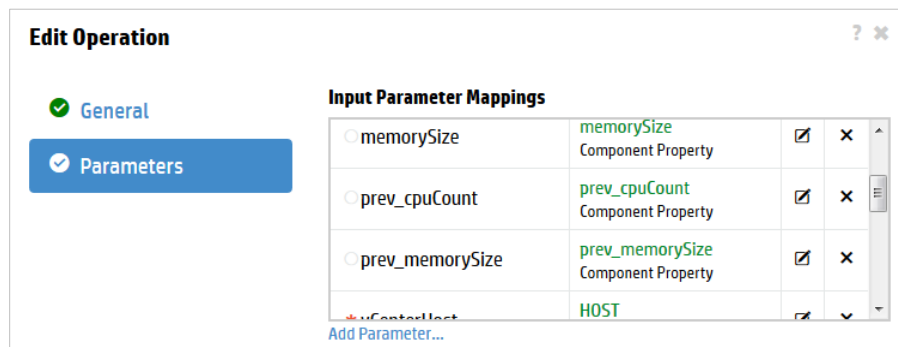 Edit Operation
? ×
General
Input Parameter Mappings
memorySize
memorySize
Component Property
Parameters
prev_cpuCount
prev_cpuCount
Component Property
prev_memorySize
prev_memorySize
Component Property
* vCenterHost
HOST
Add Parameter...